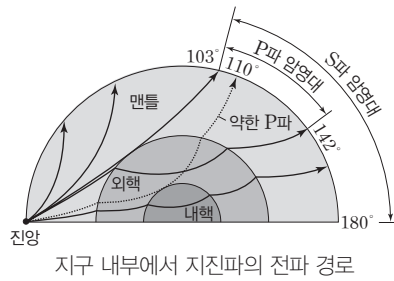 103°
110°
P파 암영대
S파 암영대
맨틀
약한 P파
142°
외핵
내핵
180°
진앙
지구 내부에서 지진파의 전파 경로